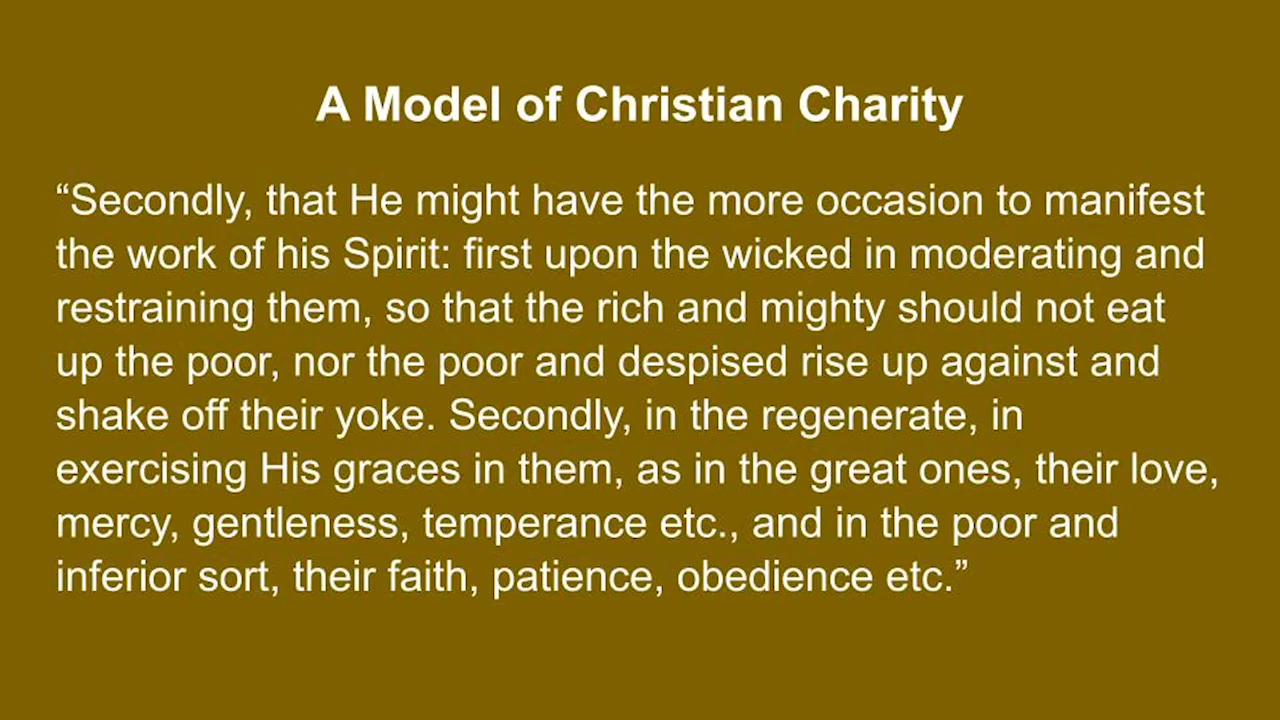 A Model of Christian Charity
“Secondly, that He might have the more occasion to manifest
the work of his Spirit: first upon the wicked in moderating and
restraining them, so that the rich and mighty should not eat
up the poor, nor the poor and despised rise up against and
shake off their yoke. Secondly, in the regenerate, in
exercising His graces in them, as in the great ones, their love,
mercy, gentleness, temperance etc., and in the poor and
inferior sort, their faith, patience, obedience etc.”